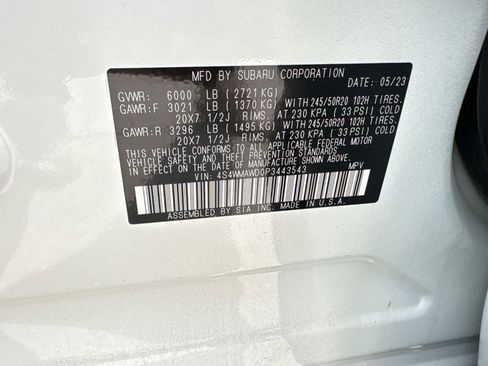 MFD BY SUBARU CORPORATION DATE 05/23
GVWR: 6000 LB (2721 KG)
GAWR:F 3021 LB (1370 KG) WITH 245/50R20 102H TIRES.
20X7 1/2J RIMS. AT 230 KPA (33 PSI) COLD
GAWR:R 3296 LB (1495 KG) WITH 245/50R20 102H TIRES.
20X7 1/2J RIMS. AT 230 KPA (33 PSI) COLD
THIS VEHICLE CONFORMS TO ALL APPLICABLE FEDERAL MOTOR
VEHICLE SAFETY, BUMPER, AND THEFT PREVENTION STANDARDS
IN EFFECT ON THE DATE OF MANUFACTURE SHOWN ABOVE.
VIN: 4S4WMAWD0P3443543 MPV
ASSEMBLED BY SIA INC. MADE IN U.S.A.